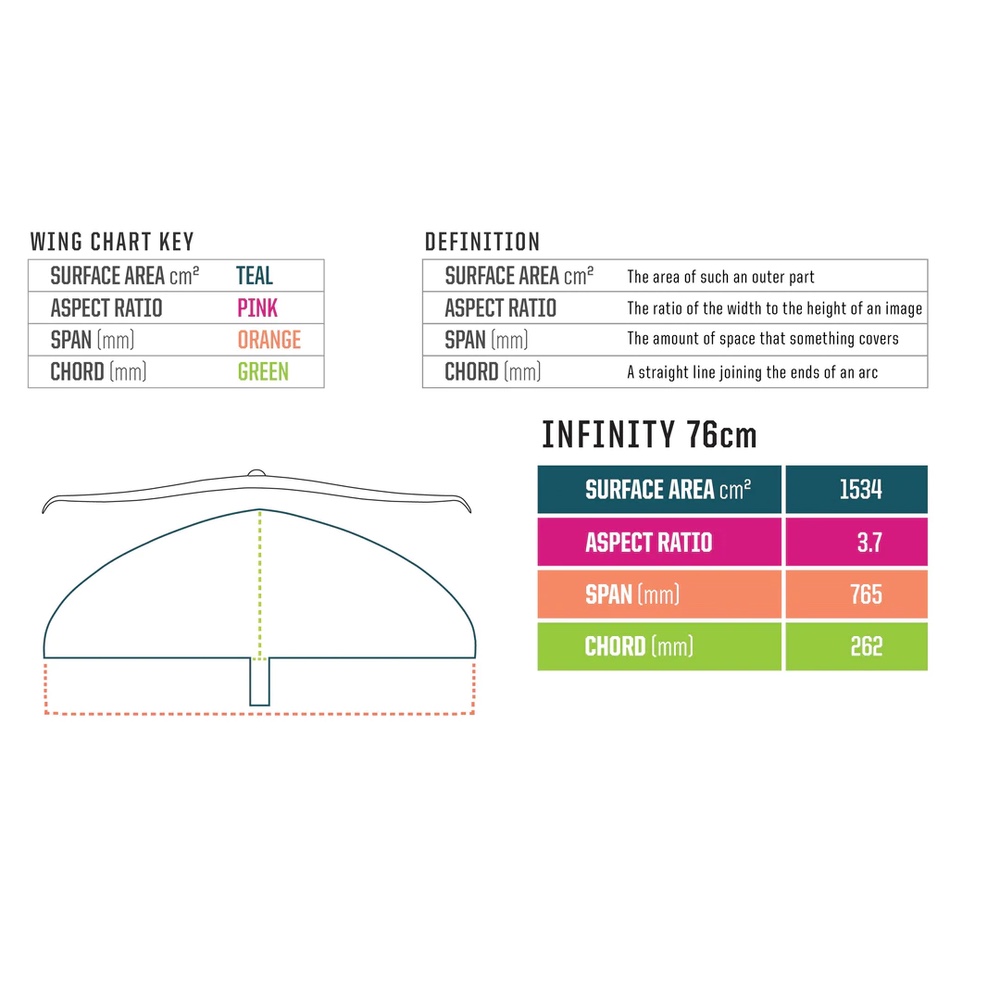 WING CHART KEY
SURFACE AREA cm² TEAL
ASPECT RATIO PINK
SPAN (mm) ORANGE
CHORD (mm) GREEN
DEFINITION
SURFACE AREA cm² The area of such an outer part
ASPECT RATIO The ratio of the width to the height of an image
SPAN (mm) The amount of space that something covers
CHORD (mm) A straight line joining the ends of an arc
INFINITY 76cm
SURFACE AREA cm² 1534
ASPECT RATIO 3.7
SPAN (mm) 765
CHORD (mm) 262